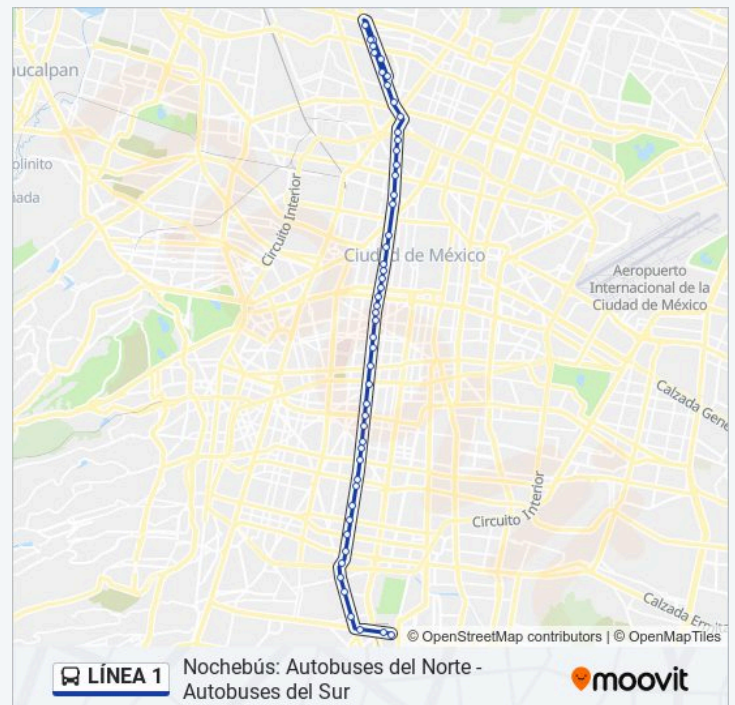 ucalpan
olinito
ada
Circuito Interior
Ciudad de México
Aeropuerto
Internacional de la
Ciudad de México
Calzada Gene
Circuito Interior
Calzada Ermita
© OpenStreetMap contributors | © OpenMapTiles
LÍNEA 1
Nochebús: Autobuses del Norte -
Autobuses del Sur
moovit